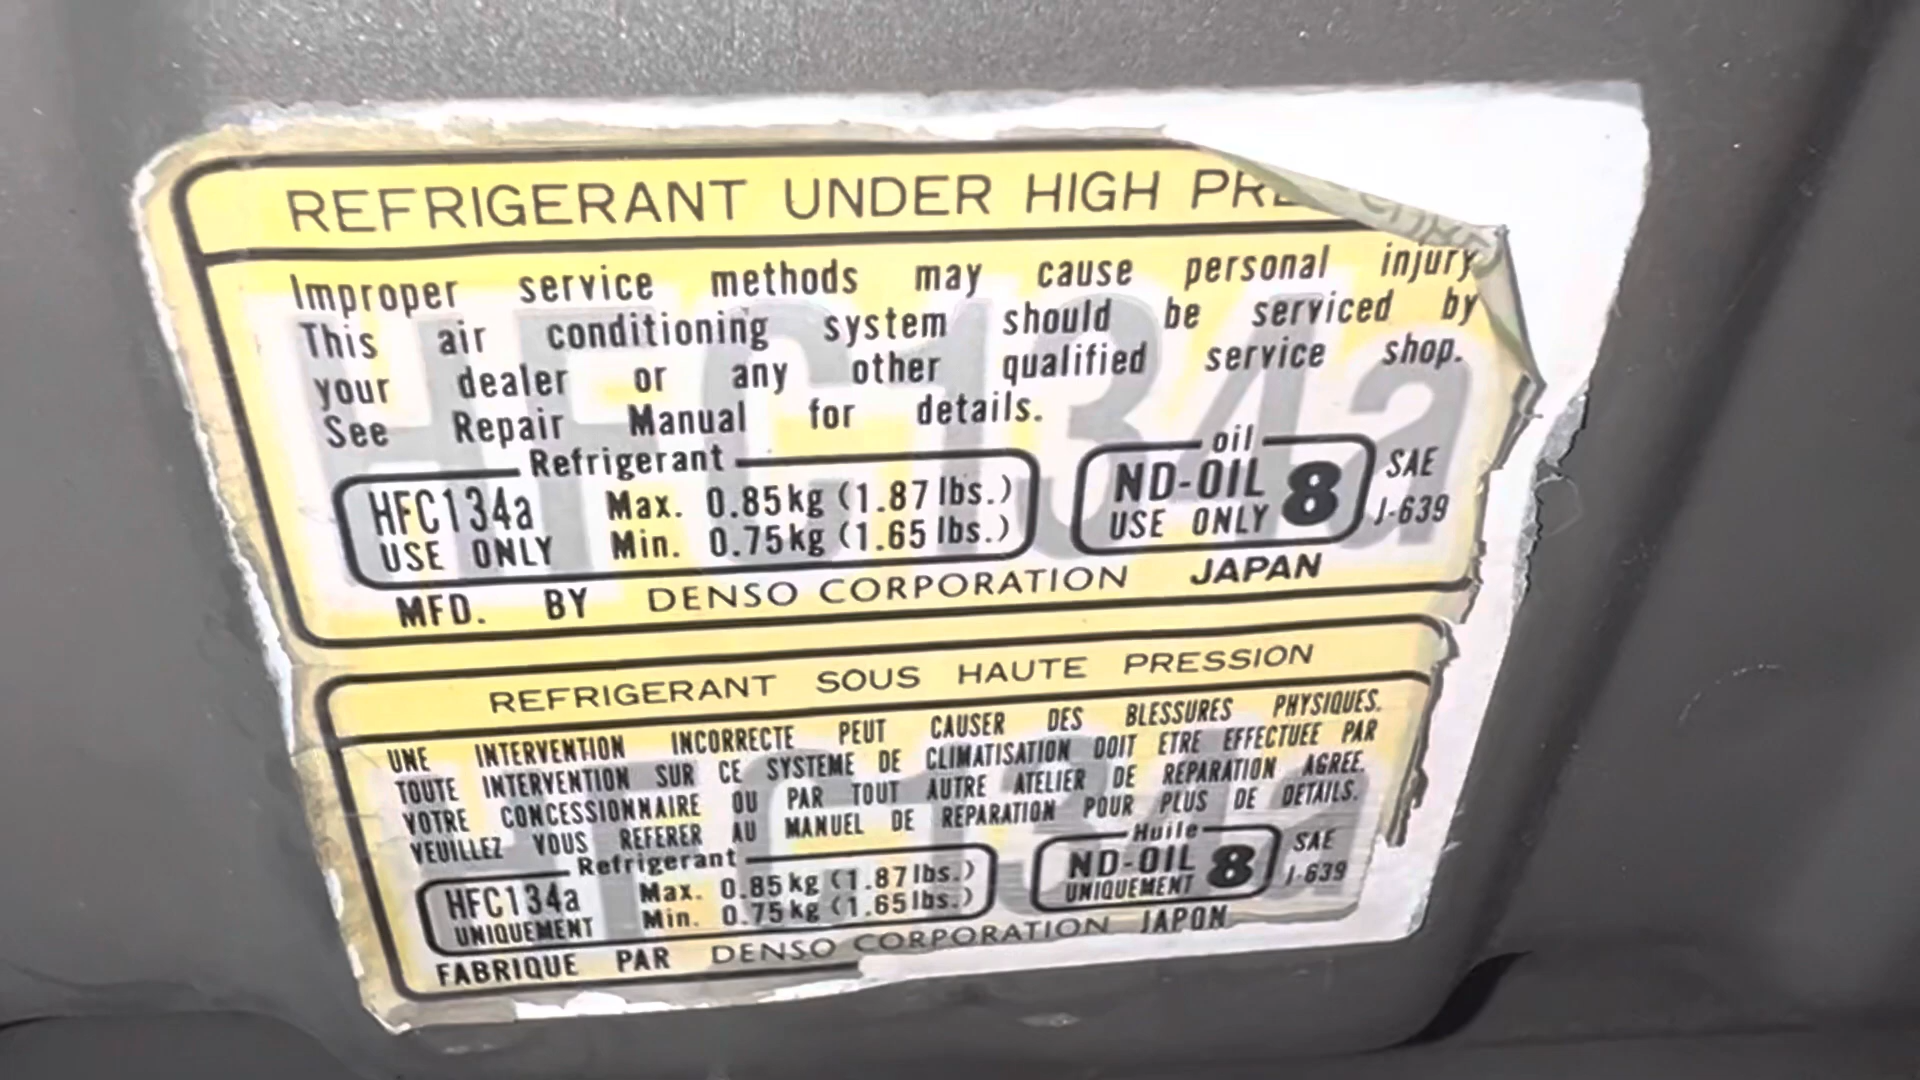 REFRIGERANT UNDER HIGH
Improper service methods may cause personal injury
This air conditioning system should be serviced by
your dealer or any other qualified service shop.
See Repair Manual for details.
Refrigerant
HFC134a Max. 0.85kg (1.87 lbs.)
USE ONLY Min. 0.75kg (1.65 lbs.)
oil
ND-OIL 8
USE ONLY
SAE
J-639
MFD. BY DENSO CORPORATION JAPAN
HFC134a
REFRIGERANT SOUS HAUTE PRESSION
UNE INTERVENTION INCORRECTE PEUT CAUSER DES BLESSURES PHYSIQUES.
TOUTE INTERVENTION SUR CE SYSTEME DE CLIMATISATION DOIT ETRE EFFECTUEE PAR
VOTRE CONCESSIONNAIRE OU PAR TOUT AUTRE ATELIER DE REPARATION AGREE.
VEUILLEZ VOUS REFERER AU MANUEL DE REPARATION POUR PLUS DE DETAILS.
Refrigerant
HFC134a Max. 0.85kg (1.87lbs.)
UNIQUEMENT Min. 0.75kg (1.65lbs.)
Huile
ND-OIL 8
UNIQUEMENT
SAE
J-639
FABRIQUE PAR DENSO CORPORATION JAPON
HFC134a